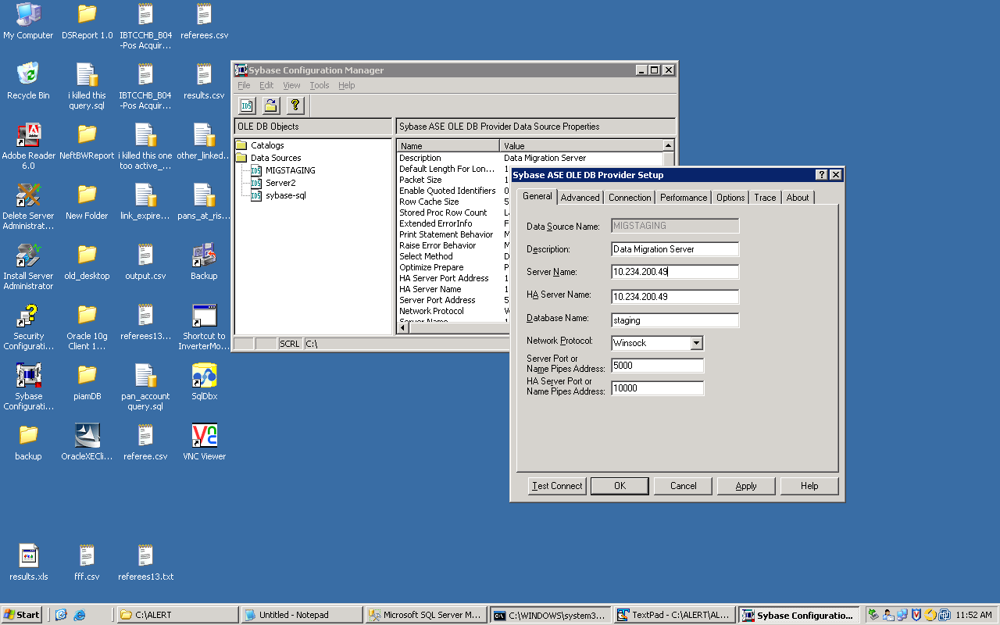 My Computer
DSReport 1.0
IBTCCHB_B04
-Pos Acquir...
referees.csv
Recycle Bin
i killed this
query.sql
IBTCCHB_B04
-Pos Acquir...
results.csv
Adobe Reader
6.0
NeftBWReport
i killed this one
too active_...
other_linked...
Delete Server
Administrat...
New Folder
link_expire...
pans_at_ris...
Install Server
Administrator
old_desktop
output.csv
Backup
Security
Configurati...
Oracle 10g
Client 1...
referees13...
Shortcut to
InverterMo...
Sybase
Configurati...
piamDB
pan_account
query.sql
SqlDbx
backup
OracleXECli...
referee.csv
VNC Viewer
results.xls
fff.csv
referees13.txt
Sybase Configuration Manager
File Edit View Tools Help
OLE DB Objects
Sybase ASE OLE DB Provider Data Source Properties
Catalogs
Data Sources
MIGSTAGING
Server2
sybase-sql
Name Value
Description Data Migration Server
Default Length For Lon...
Packet Size
Enable Quoted Identifiers 0
Row Cache Size 5
Stored Proc Row Count
Extended ErrorInfo F
Print Statement Behavior M
Raise Error Behavior M
Select Method D
Optimize Prepare P
HA Server Port Address 1
HA Server Name 1
Server Port Address 5
Network Protocol W
SCRL C:\
Sybase ASE OLE DB Provider Setup
General Advanced Connection Performance Options Trace About
Data Source Name: MIGSTAGING
Description: Data Migration Server
Server Name: 10.234.200.49
HA Server Name: 10.234.200.49
Database Name: staging
Network Protocol: Winsock
Server Port or
Name Pipes Address: 5000
HA Server Port or
Name Pipes Address: 10000
Test Connect OK Cancel Apply Help
Start C:\ALERT Untitled - Notepad Microsoft SQL Server M... C:\WINDOWS\system3... TextPad - C:\ALERT\AL... Sybase Configuratio... 11:52 AM